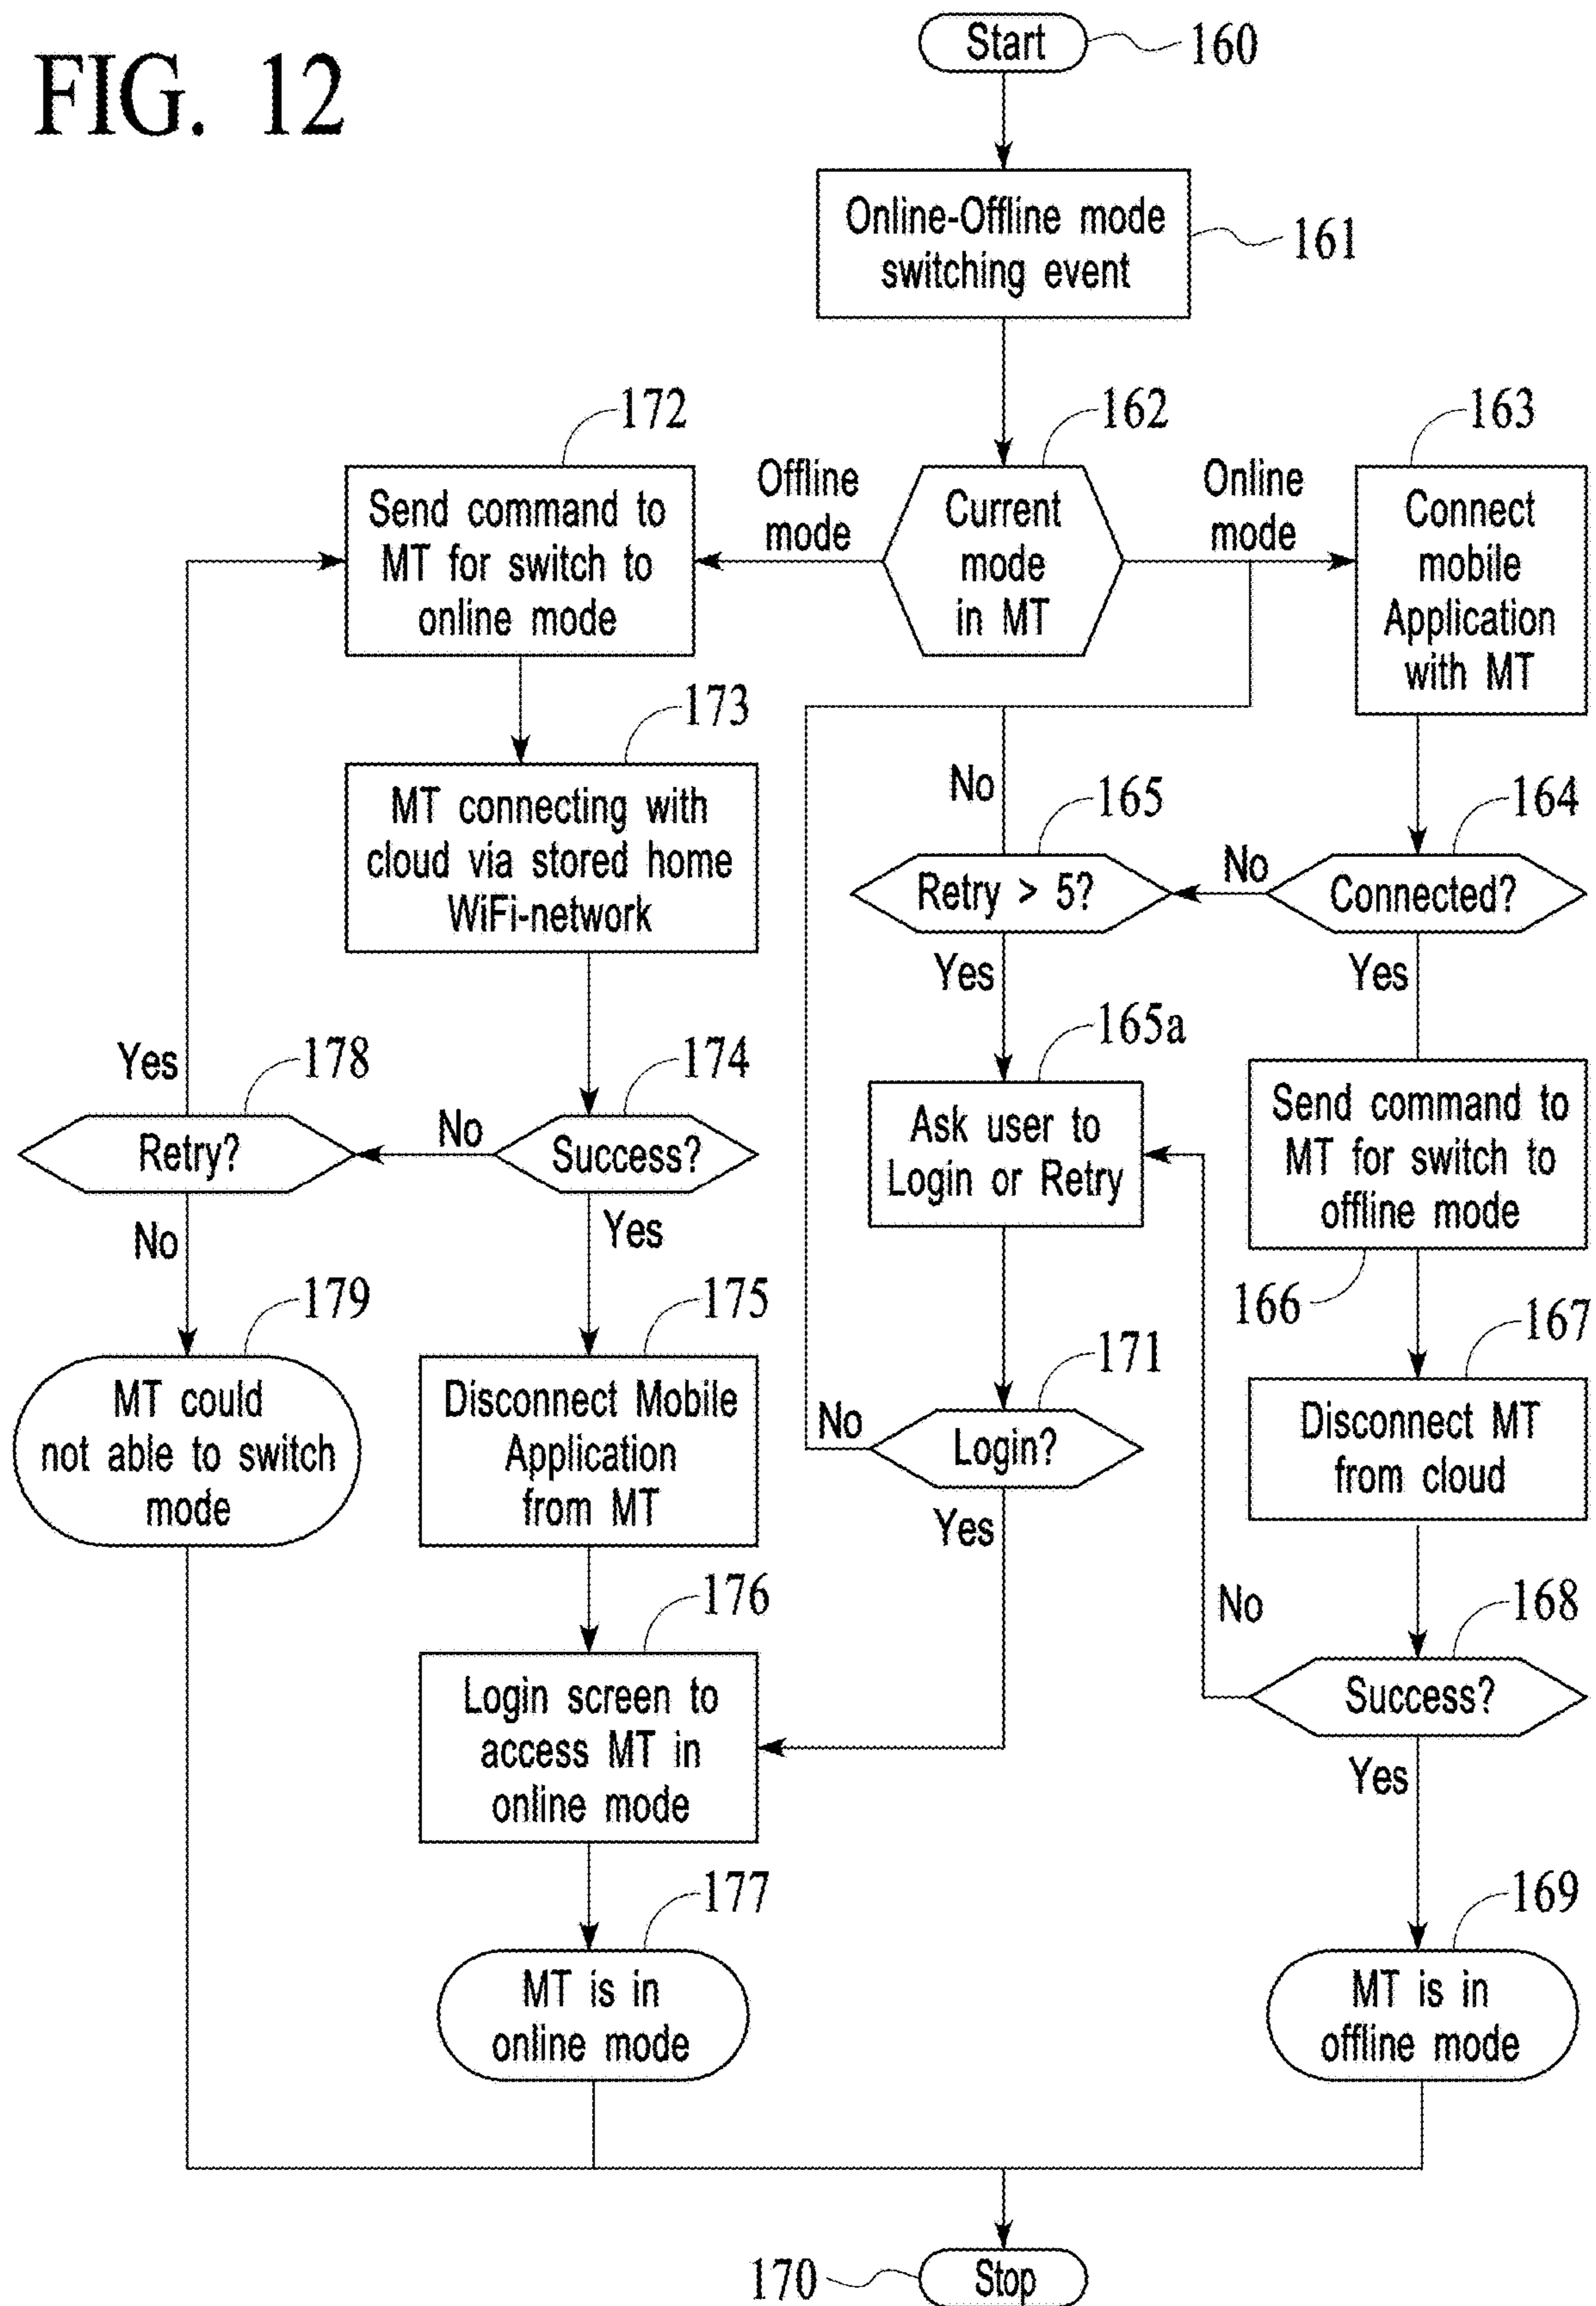 FIG. 12
Start
160
Online-Offline mode
switching event
161
172
162
163
Send command to
MT for switch to
online mode
Offline
mode
Current
mode
in MT
Online
mode
Connect
mobile
Application
with MT
173
MT connecting with
cloud via stored home
WiFi-network
No
165
164
Retry > 5?
No
Connected?
Yes
Yes
165a
Yes
178
174
Retry?
No
Success?
Ask user to
Login or Retry
Send command to
MT for switch to
offline mode
No
Yes
166
179
175
171
167
MT could
not able to switch
mode
Disconnect Mobile
Application
from MT
No
Login?
Disconnect MT
from cloud
Yes
176
No
168
Login screen to
access MT in
online mode
Success?
Yes
177
169
MT is in
online mode
MT is in
offline mode
170
Stop